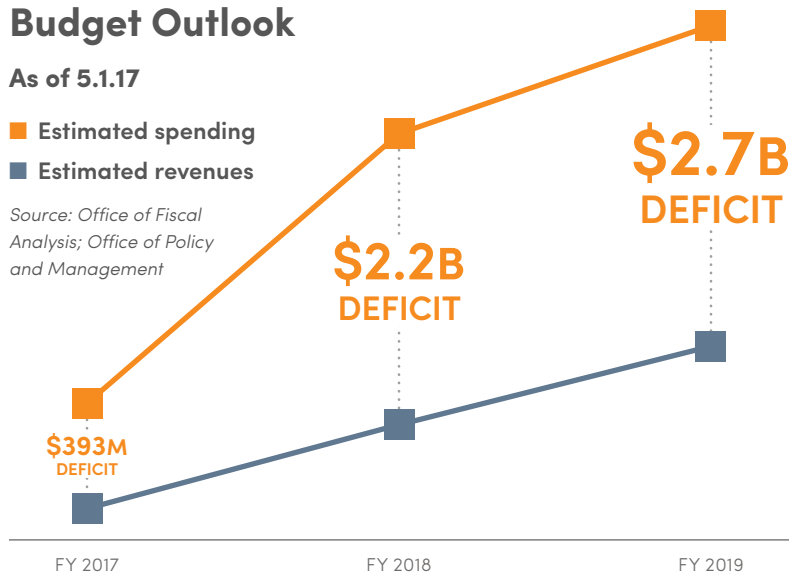 Budget Outlook
As of 5.1.17
Estimated spending
Estimated revenues
Source: Office of Fiscal
Analysis; Office of Policy
and Management
$393M
DEFICIT
$2.2B
DEFICIT
$2.7B
DEFICIT
FY 2017
FY 2018
FY 2019